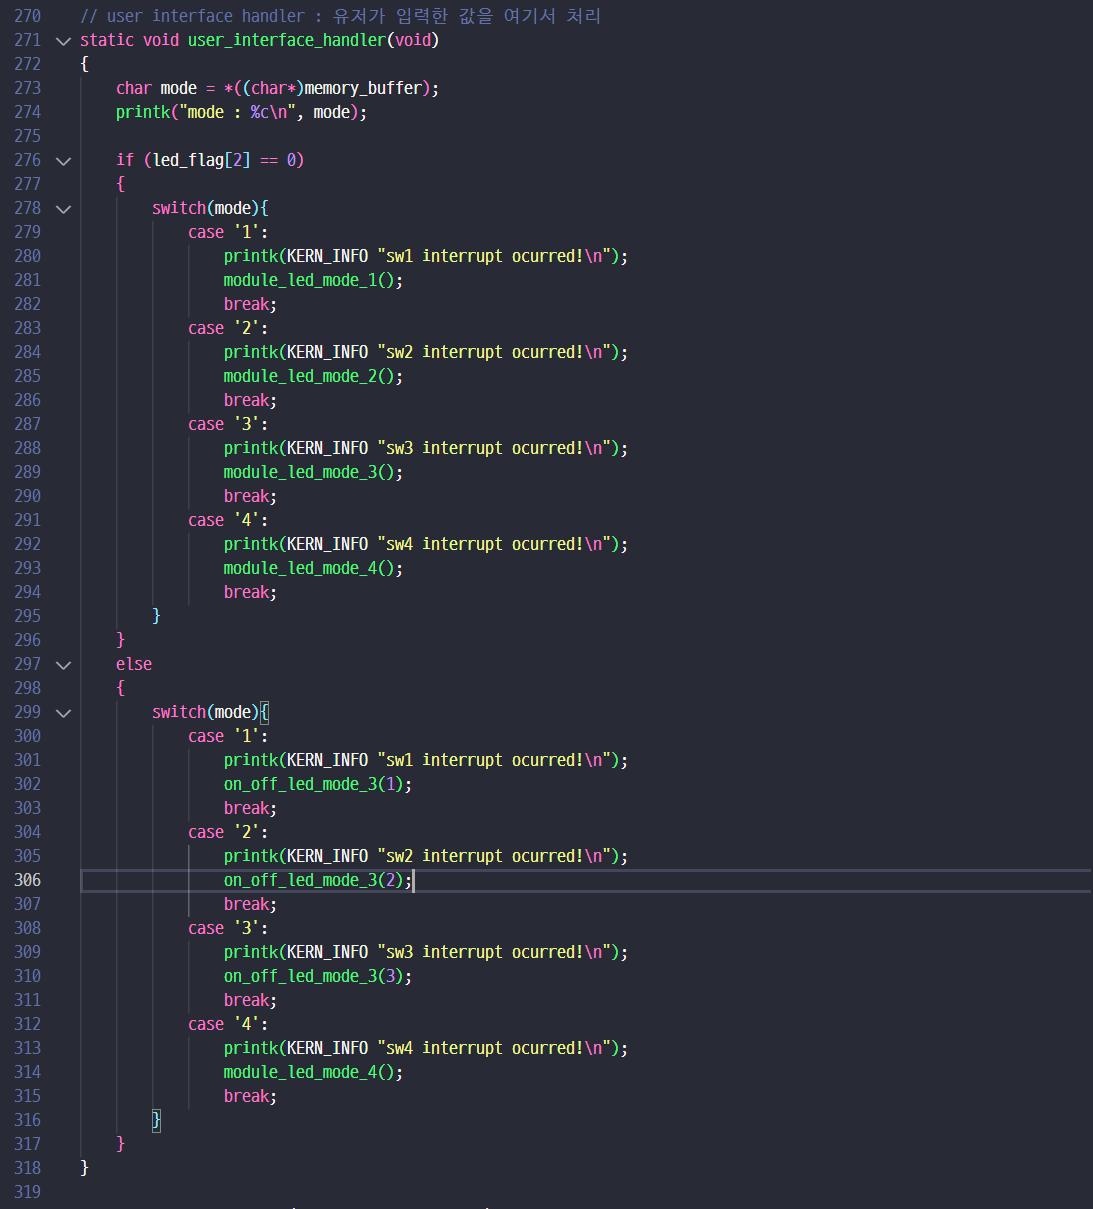 270 // user interface handler : 유저가 입력한 값을 여기서 처리
271 static void user_interface_handler(void)
272 {
273 char mode = *((char*)memory_buffer);
274 printk("mode : %c\n", mode);
275
276 if (led_flag[2] == 0)
277 {
278 switch(mode){
279 case '1':
280 printk(KERN_INFO "sw1 interrupt ocurred!\n");
281 module_led_mode_1();
282 break;
283 case '2':
284 printk(KERN_INFO "sw2 interrupt ocurred!\n");
285 module_led_mode_2();
286 break;
287 case '3':
288 printk(KERN_INFO "sw3 interrupt ocurred!\n");
289 module_led_mode_3();
290 break;
291 case '4':
292 printk(KERN_INFO "sw4 interrupt ocurred!\n");
293 module_led_mode_4();
294 break;
295 }
296 }
297 else
298 {
299 switch(mode){
300 case '1':
301 printk(KERN_INFO "sw1 interrupt ocurred!\n");
302 on_off_led_mode_3(1);
303 break;
304 case '2':
305 printk(KERN_INFO "sw2 interrupt ocurred!\n");
306 on_off_led_mode_3(2);
307 break;
308 case '3':
309 printk(KERN_INFO "sw3 interrupt ocurred!\n");
310 on_off_led_mode_3(3);
311 break;
312 case '4':
313 printk(KERN_INFO "sw4 interrupt ocurred!\n");
314 module_led_mode_4();
315 break;
316 }
317 }
318 }
319